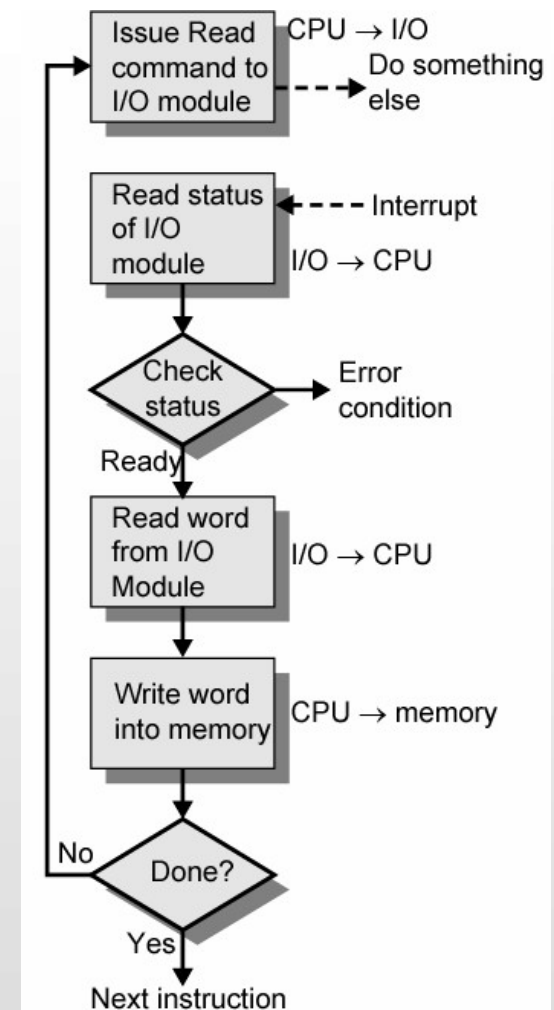 Issue Read
command to
I/O module
CPU → I/O
Do something
else
Read status
of I/O
module
Interrupt
I/O → CPU
Check
status
Error
condition
Ready
Read word
from I/O
Module
I/O → CPU
Write word
into memory
CPU → memory
Done?
No
Yes
Next instruction